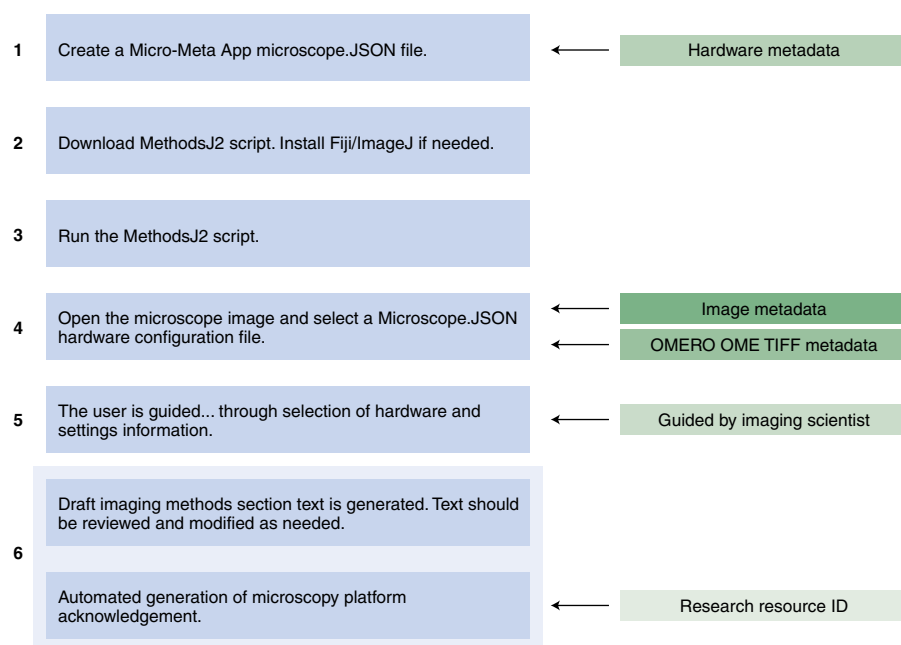 1
Create a Micro-Meta App microscope.JSON file.
Hardware metadata
2
Download MethodsJ2 script. Install Fiji/ImageJ if needed.
3
Run the MethodsJ2 script.
4
Open the microscope image and select a Microscope.JSON
hardware configuration file.
Image metadata
OMERO OME TIFF metadata
5
The user is guided... through selection of hardware and
settings information.
Guided by imaging scientist
6
Draft imaging methods section text is generated. Text should
be reviewed and modified as needed.
Automated generation of microscopy platform
acknowledgement.
Research resource ID